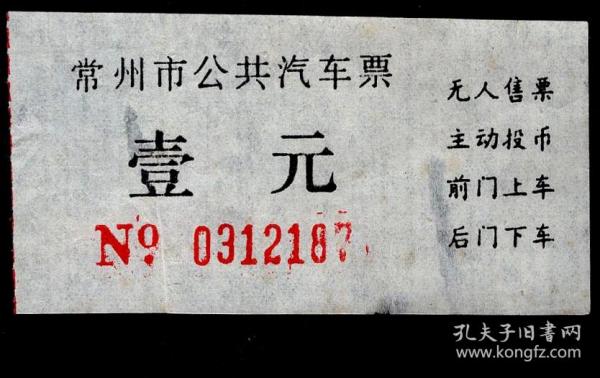 常州市公共汽车票
壹元
No 0312187
无人售票
主动投币
前门上车
后门下车
孔夫子旧书网
www.kongfz.com